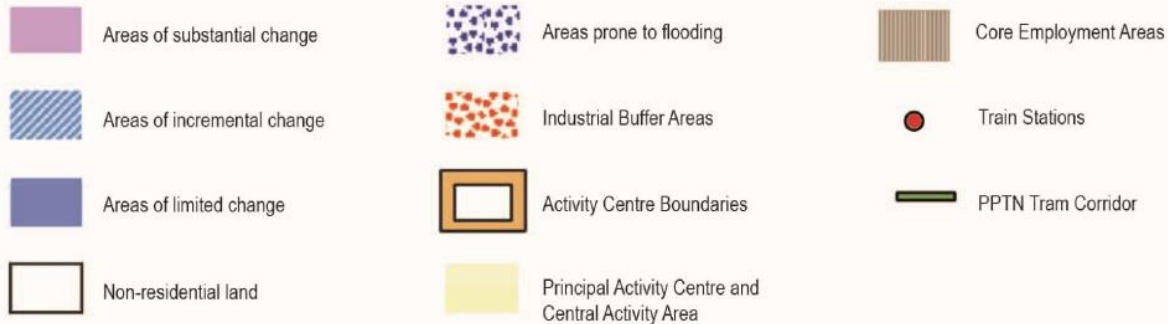 Areas of substantial change
Areas of incremental change
Areas of limited change
Non-residential land
Areas prone to flooding
Industrial Buffer Areas
Activity Centre Boundaries
Principal Activity Centre and
Central Activity Area
Core Employment Areas
Train Stations
PPTN Tram Corridor